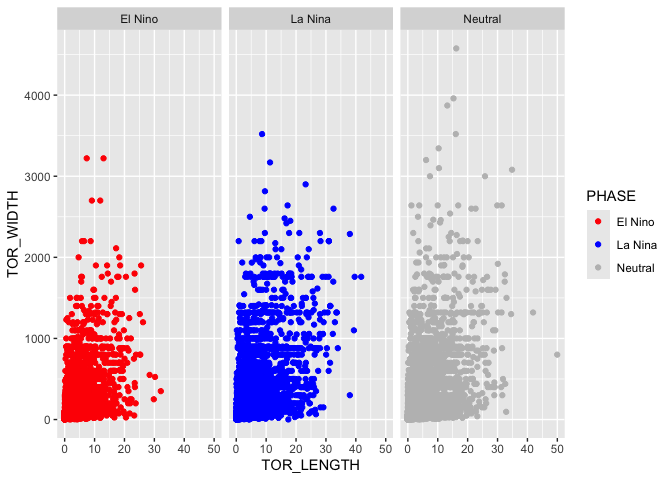 El Nino
La Nina
Neutral
TOR_WIDTH
4000
3000
2000
1000
0
0 10 20 30 40 50
0 10 20 30 40 50
0 10 20 30 40 50
TOR_LENGTH
PHASE
El Nino
La Nina
Neutral